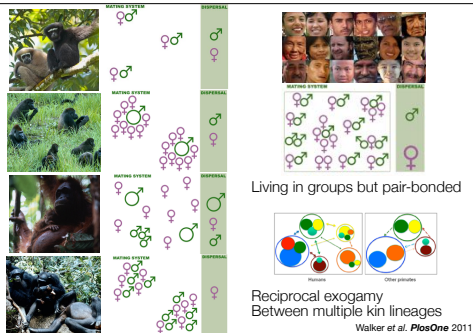 MATING SYSTEM
DISPERSAL
MATING SYSTEM
DISPERSAL
MATING SYSTEM
DISPERSAL
MATING SYSTEM
DISPERSAL
MATING SYSTEM
DISPERSAL
Living in groups but pair-bonded
Humans
Other primates
Reciprocal exogamy
Between multiple kin lineages
Walker et al. PlosOne 2011